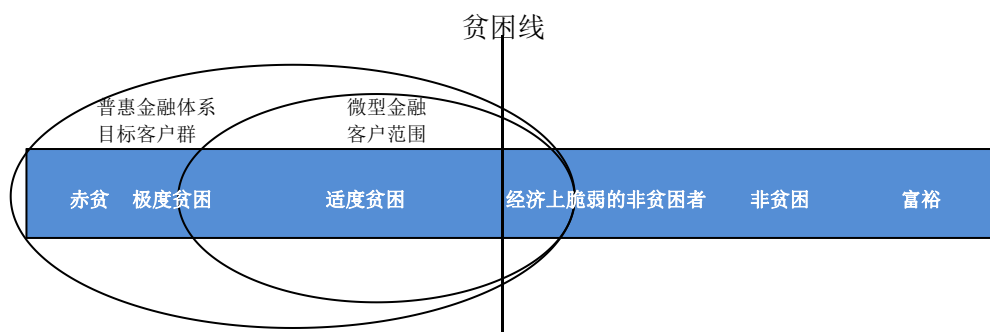 贫困线
普惠金融体系
目标客户群
微型金融
客户范围
赤贫 极度贫困 适度贫困 经济上脆弱的非贫困者 非贫困 富裕